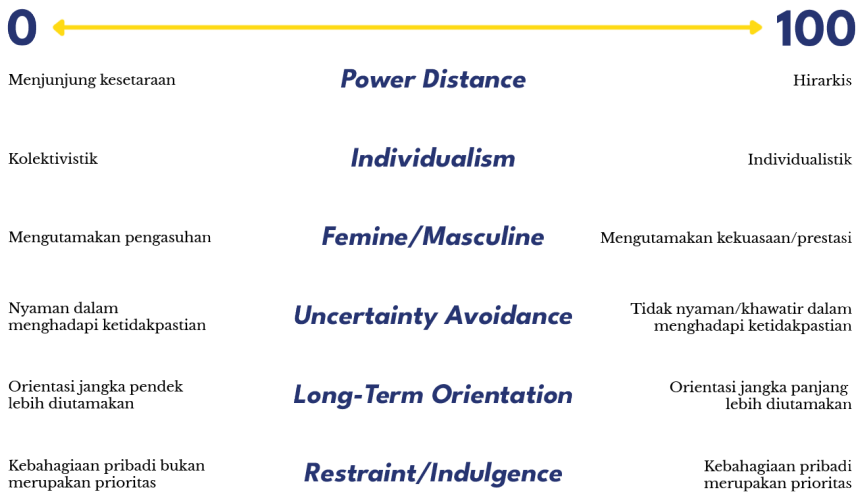 0 100
Menjunjung kesetaraan Power Distance Hirarkis
Kolektivistik Individualism Individualistik
Mengutamakan pengasuhan Femine/Masculine Mengutamakan kekuasaan/prestasi
Nyaman dalam
menghadapi ketidakpastian
Uncertainty Avoidance
Tidak nyaman/khawatir dalam
menghadapi ketidakpastian
Orientasi jangka pendek
lebih diutamakan
Long-Term Orientation
Orientasi jangka panjang
lebih diutamakan
Kebahagiaan pribadi bukan
merupakan prioritas
Restraint/Indulgence
Kebahagiaan pribadi
merupakan prioritas